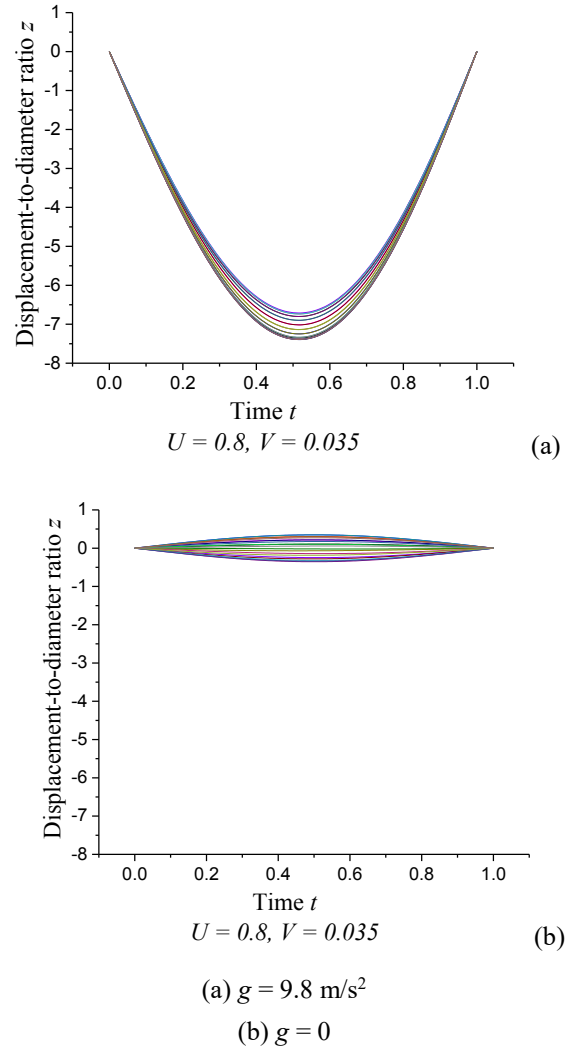 1
0
-1
-2
-3
-4
-5
-6
-7
-8
Displacement-to-diameter ratio z
0.0 0.2 0.4 0.6 0.8 1.0
Time t
U = 0.8, V = 0.035
(a)
1
0
-1
-2
-3
-4
-5
-6
-7
-8
Displacement-to-diameter ratio z
0.0 0.2 0.4 0.6 0.8 1.0
Time t
U = 0.8, V = 0.035
(b)
(a) g = 9.8 m/s²
(b) g = 0